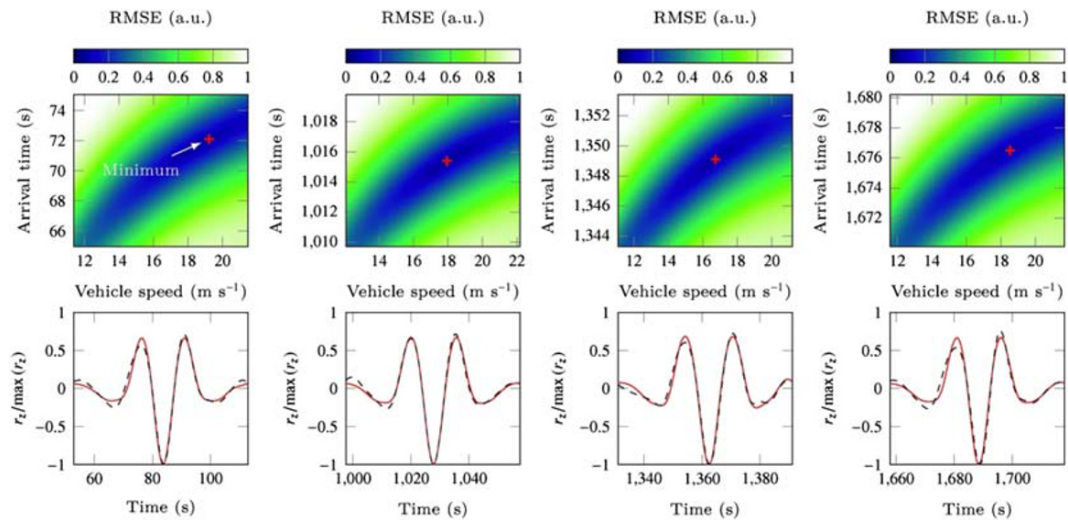 RMSE (a.u.) RMSE (a.u.) RMSE (a.u.) RMSE (a.u.)
0 0.2 0.4 0.6 0.8 1 0 0.2 0.4 0.6 0.8 1 0 0.2 0.4 0.6 0.8 1 0 0.2 0.4 0.6 0.8 1
Arrival time (s)
74
72
70
68
66
Minimum
12 14 16 18 20
Vehicle speed (m s⁻¹)
Arrival time (s)
1,018
1,016
1,014
1,012
1,010
14 16 18 20 22
Vehicle speed (m s⁻¹)
Arrival time (s)
1,352
1,350
1,348
1,346
1,344
12 14 16 18 20
Vehicle speed (m s⁻¹)
Arrival time (s)
1,680
1,678
1,676
1,674
1,672
12 14 16 18 20
Vehicle speed (m s⁻¹)
r_z/max (r_z)
1
0.5
0
−0.5
−1
60 80 100
Time (s)
r_z/max (r_z)
1
0.5
0
−0.5
−1
1,000 1,020 1,040
Time (s)
r_z/max (r_z)
1
0.5
0
−0.5
−1
1,340 1,360 1,380
Time (s)
r_z/max (r_z)
1
0.5
0
−0.5
−1
1,660 1,680 1,700
Time (s)